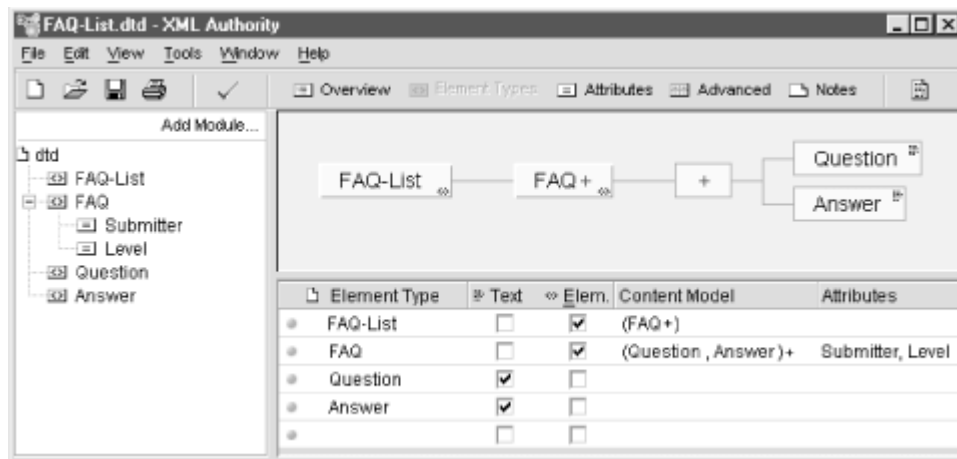 FAQ-List.dtd - XML Authority
File Edit View Tools Window Help
Overview Element Types Attributes Advanced Notes
Add Module...
dtd
FAQ-List
FAQ
Submitter
Level
Question
Answer
FAQ-List FAQ+ + Question
Answer
Element Type Text Elem. Content Model Attributes
FAQ-List (FAQ+)
FAQ (Question , Answer)+ Submitter, Level
Question
Answer